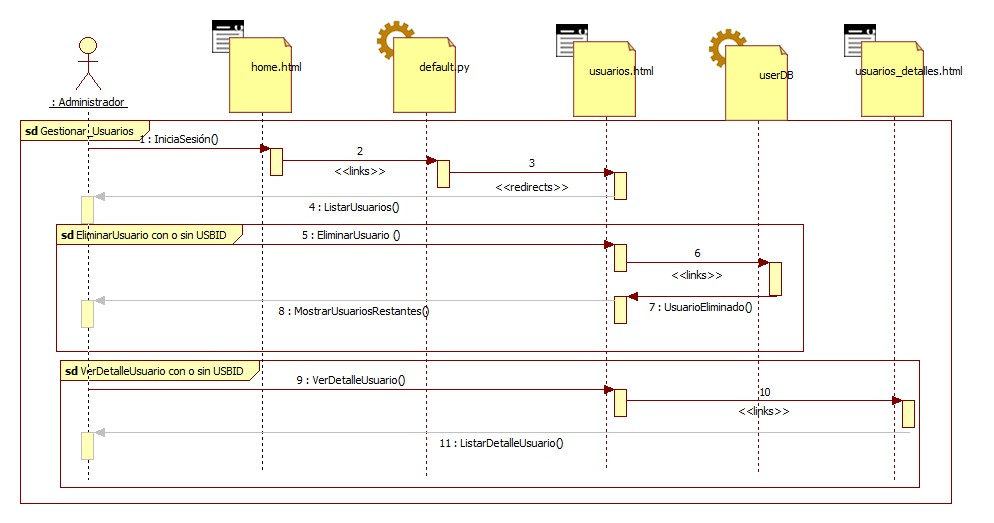 home.html
default.py
usuarios.html
userDB
usuarios_detalles.html
: Administrador
sd Gestionar_Usuarios
1 : IniciaSesión()
2
<<links>>
3
<<redirects>>
4 : ListarUsuarios()
sd EliminarUsuario con o sin USBID
5 : EliminarUsuario ()
6
<<links>>
7 : UsuarioEliminado()
8 : MostrarUsuariosRestantes()
sd VerDetalleUsuario con o sin USBID
9 : VerDetalleUsuario()
10
<<links>>
11 : ListarDetalleUsuario()